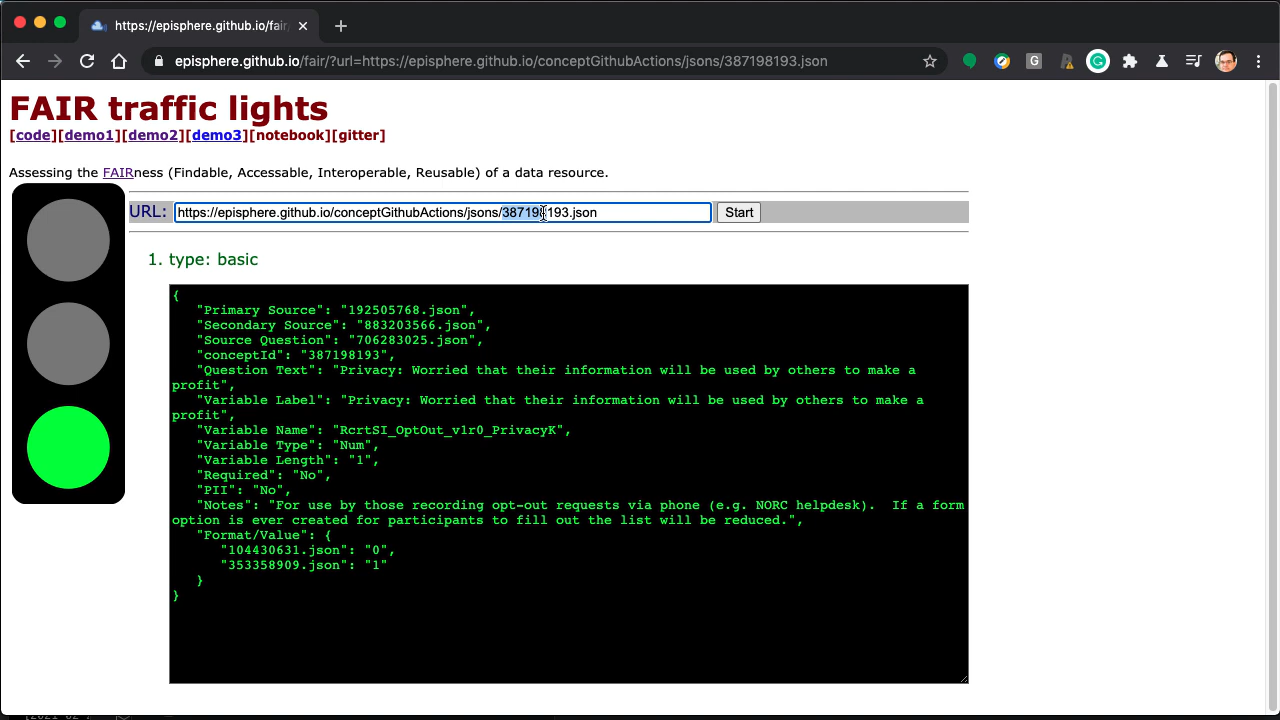 https://episphere.github.io/fair
https://episphere.github.io/fair/?url=https://episphere.github.io/conceptGithubActions/jsons/387198193.json
FAIR traffic lights
[code][demo1][demo2][demo3][notebook][gitter]
Assessing the FAIRness (Findable, Accessable, Interoperable, Reusable) of a data resource.
URL: https://episphere.github.io/conceptGithubActions/jsons/387198193.json Start
1. type: basic
{
"Primary Source": "192505768.json",
"Secondary Source": "883203566.json",
"Source Question": "706283025.json",
"conceptId": "387198193",
"Question Text": "Privacy: Worried that their information will be used by others to make a
profit",
"Variable Label": "Privacy: Worried that their information will be used by others to make a
profit",
"Variable Name": "RcrtSI_OptOut_v1r0_PrivacyK",
"Variable Type": "Num",
"Variable Length": "1",
"Required": "No",
"PII": "No",
"Notes": "For use by those recording opt-out requests via phone (e.g. NORC helpdesk).  If a form
option is ever created for participants to fill out the list will be reduced.",
"Format/Value": {
"104430631.json": "0",
"353358909.json": "1"
}
}